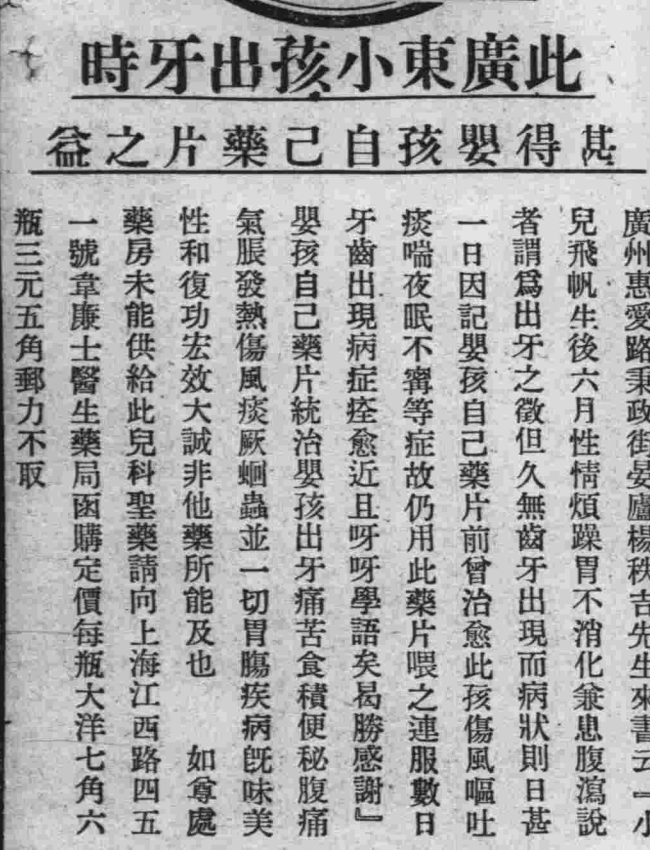 此廣東小孩出牙時
甚得嬰孩自己藥片之益
廣州惠愛路秉政街晏廬楊秩吉先生來書云『小
兒飛帆生後六月性情煩躁胃不消化兼患腹瀉說
者謂爲出牙之徵但久無齒牙出現而病狀則日甚
一日因記嬰孩自己藥片前曾治愈此孩傷風嘔吐
痰喘夜眠不寗等症故仍用此藥片喂之連服數日
牙齒出現病症痊愈近且呀呀學語矣曷勝感謝』
嬰孩自己藥片統治嬰孩出牙痛苦食積便秘腹痛
氣脹發熱傷風痰厥蛔蟲並一切胃腸疾病旣味美
性和復功宏效大誠非他藥所能及也　如尊處
藥房未能供給此兒科聖藥請向上海江西路四五
一號韋廉士醫生藥局函購定價每瓶大洋七角六
瓶三元五角郵力不取